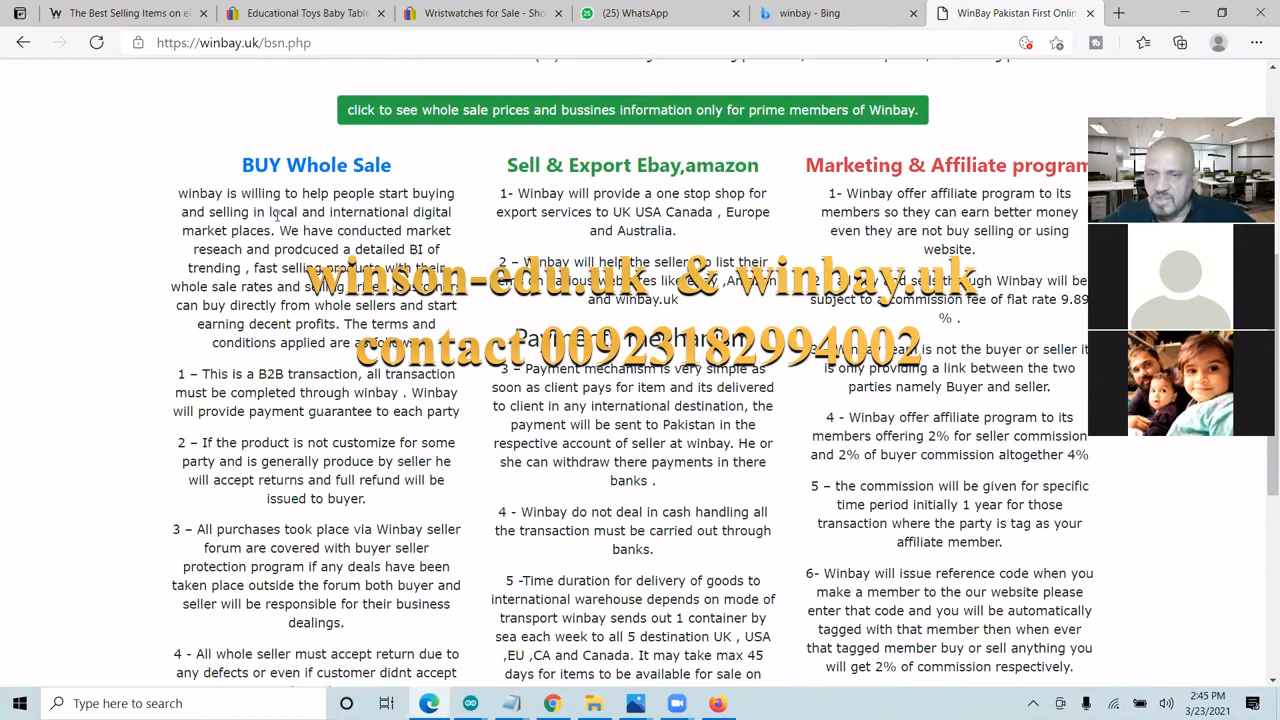 The Best Selling Items on el
Educational Toys Baby Table
Wristwatches for Sale - Sho
(25) WhatsApp
winbay - Bing
WinBay Pakistan First Onlin
https://winbay.uk/bsn.php
click to see whole sale prices and bussines information only for prime members of Winbay.
BUY Whole Sale
winbay is willing to help people start buying
and selling in local and international digital
market places. We have conducted market
reseach and produced a detailed BI of
trending , fast selling products with their
whole sale rates and
can buy directly from whole sellers and start
earning decent profits. The terms and
conditions applied are as
1 – This is a B2B transaction, all transaction
must be completed through winbay . Winbay
will provide payment guarantee to each party
2 – If the product is not customize for some
party and is generally produce by seller he
will accept returns and full refund will be
issued to buyer.
3 – All purchases took place via Winbay seller
forum are covered with buyer seller
protection program if any deals have been
taken place outside the forum both buyer and
seller will be responsible for their business
dealings.
4 - All whole seller must accept return due to
any defects or even if customer didnt accept
Sell & Export Ebay,amazon
1- Winbay will provide a one stop shop for
export services to UK USA Canada , Europe
and Australia.
2 – Winbay will help the seller to list their
on various websites like ebay ,Amazon
and winbay.uk
Payment mechanism
3 – Payment mechanism is very simple as
soon as client pays for item and its delivered
to client in any international destination, the
payment will be sent to Pakistan in the
respective account of seller at winbay. He or
she can withdraw there payments in there
banks .
4 - Winbay do not deal in cash handling all
the transaction must be carried out through
banks.
5 -Time duration for delivery of goods to
international warehouse depends on mode of
transport winbay sends out 1 container by
sea each week to all 5 destination UK , USA
,EU ,CA and Canada. It may take max 45
days for items to be available for sale on
Marketing & Affiliate program
1- Winbay offer affiliate program to its
members so they can earn better money
even they are not buy selling or using
website.
through Winbay will be
subject to a commission fee of flat rate 9.89
% .
is not the buyer or seller it
is only providing a link between the two
parties namely Buyer and seller.
4 - Winbay offer affiliate program to its
members offering 2% for seller commission
and 2% of buyer commission altogether 4%
5 – the commission will be given for specific
time period initially 1 year for those
transaction where the party is tag as your
affiliate member.
6- Winbay will issue reference code when you
make a member to the our website please
enter that code and you will be automatically
tagged with that member then when ever
that tagged member buy or sell anything you
will get 2% of commission respectively.
winson-edu.uk & winbay.uk
contact 00923182994002
Type here to search
2:45 PM
3/23/2021